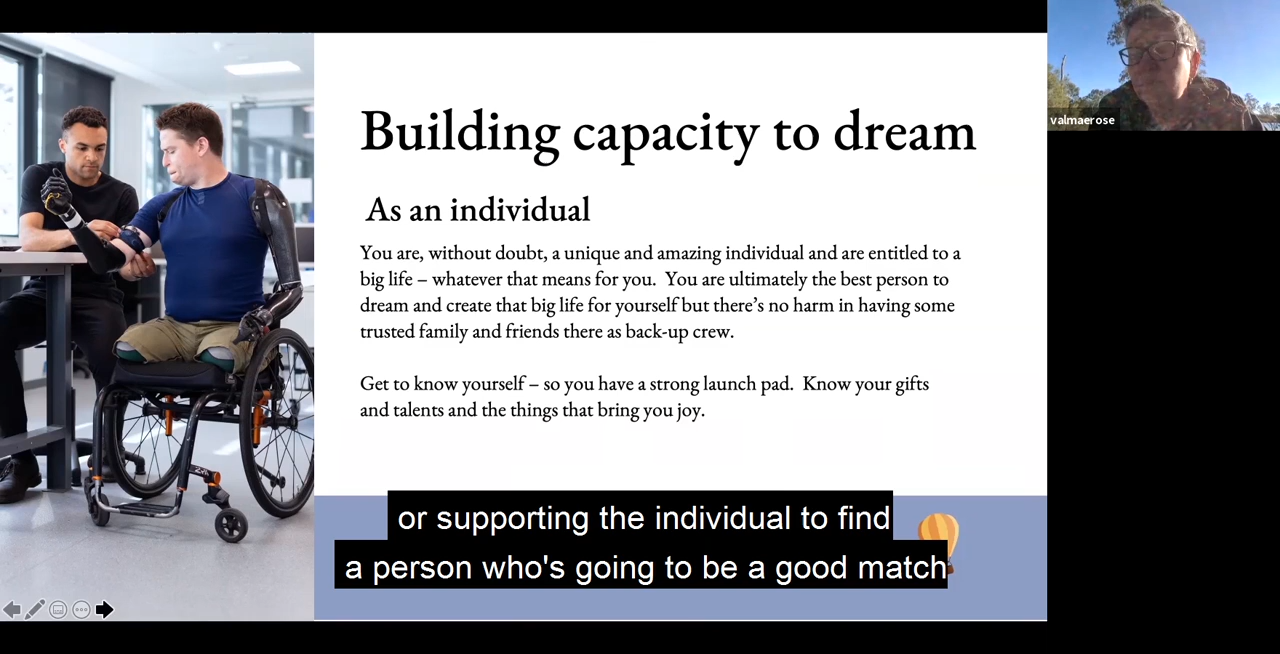 Building capacity to dream
valmaerose
As an individual
You are, without doubt, a unique and amazing individual and are entitled to a
big life – whatever that means for you.  You are ultimately the best person to
dream and create that big life for yourself but there’s no harm in having some
trusted family and friends there as back-up crew.
Get to know yourself – so you have a strong launch pad.  Know your gifts
and talents and the things that bring you joy.
or supporting the individual to find
a person who's going to be a good match